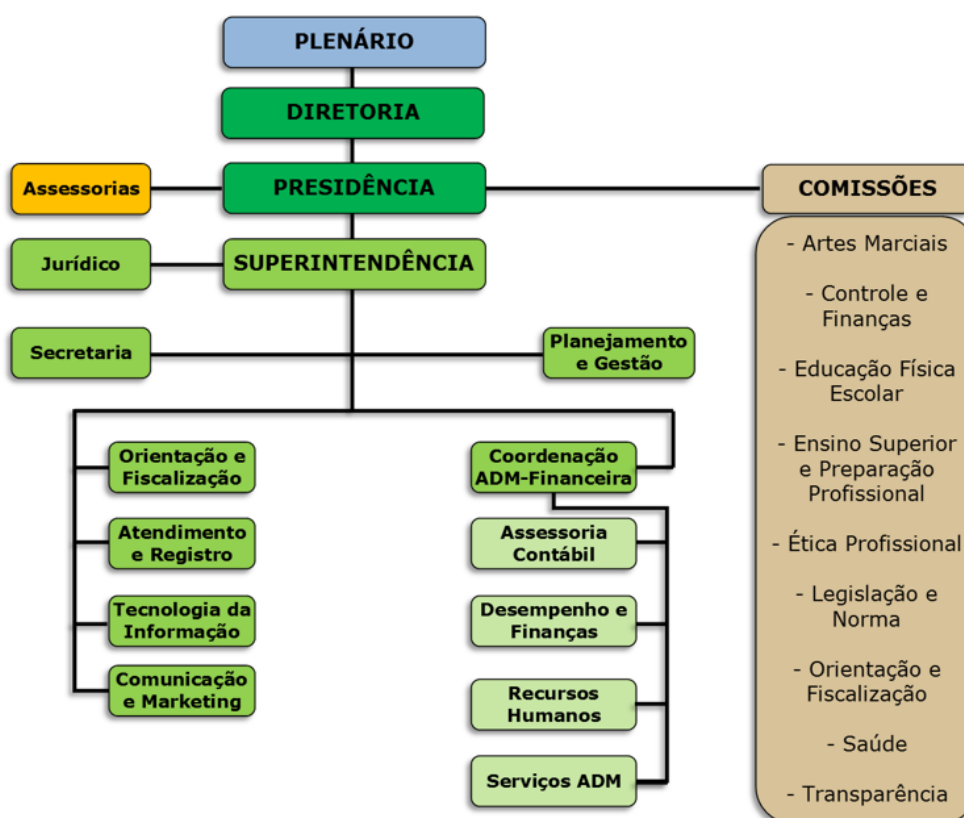 PLENÁRIO
DIRETORIA
Assessorias
PRESIDÊNCIA
COMISSÕES
Jurídico
SUPERINTENDÊNCIA
Secretaria
Planejamento
e Gestão
Orientação e
Fiscalização
Atendimento
e Registro
Tecnologia da
Informação
Comunicação
e Marketing
Coordenação
ADM-Financeira
Assessoria
Contábil
Desempenho e
Finanças
Recursos
Humanos
Serviços ADM
- Artes Marciais
- Controle e
Finanças
- Educação Física
Escolar
- Ensino Superior
e Preparação
Profissional
- Ética Profissional
- Legislação e
Norma
- Orientação e
Fiscalização
- Saúde
- Transparência